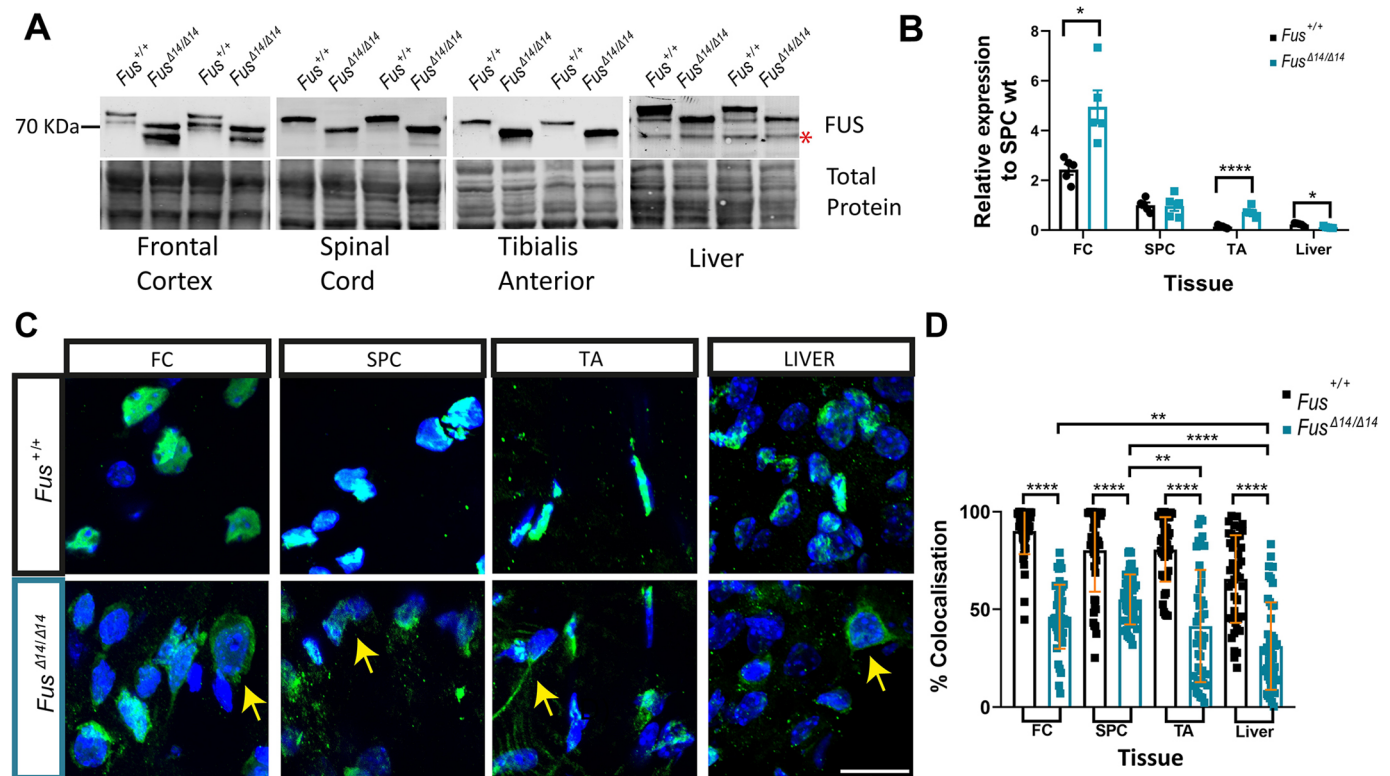 A
Fus+/+ FusΔ14/Δ14 Fus+/+ FusΔ14/Δ14
Fus+/+ FusΔ14/Δ14 Fus+/+ FusΔ14/Δ14
Fus+/+ FusΔ14/Δ14 Fus+/+ FusΔ14/Δ14
Fus+/+ FusΔ14/Δ14 Fus+/+ FusΔ14/Δ14
70 KDa
FUS
*
Total
Protein
Frontal
Cortex
Spinal
Cord
Tibialis
Anterior
Liver
B
Relative expression
to SPC wt
8
6
4
2
0
*
****
*
Fus+/+
FusΔ14/Δ14
FC SPC TA Liver
Tissue
C
FC SPC TA LIVER
Fus+/+
FusΔ14/Δ14
D
Fus+/+
FusΔ14/Δ14
**
****
**
**** **** **** ****
% Colocalisation
100
50
0
FC SPC TA Liver
Tissue